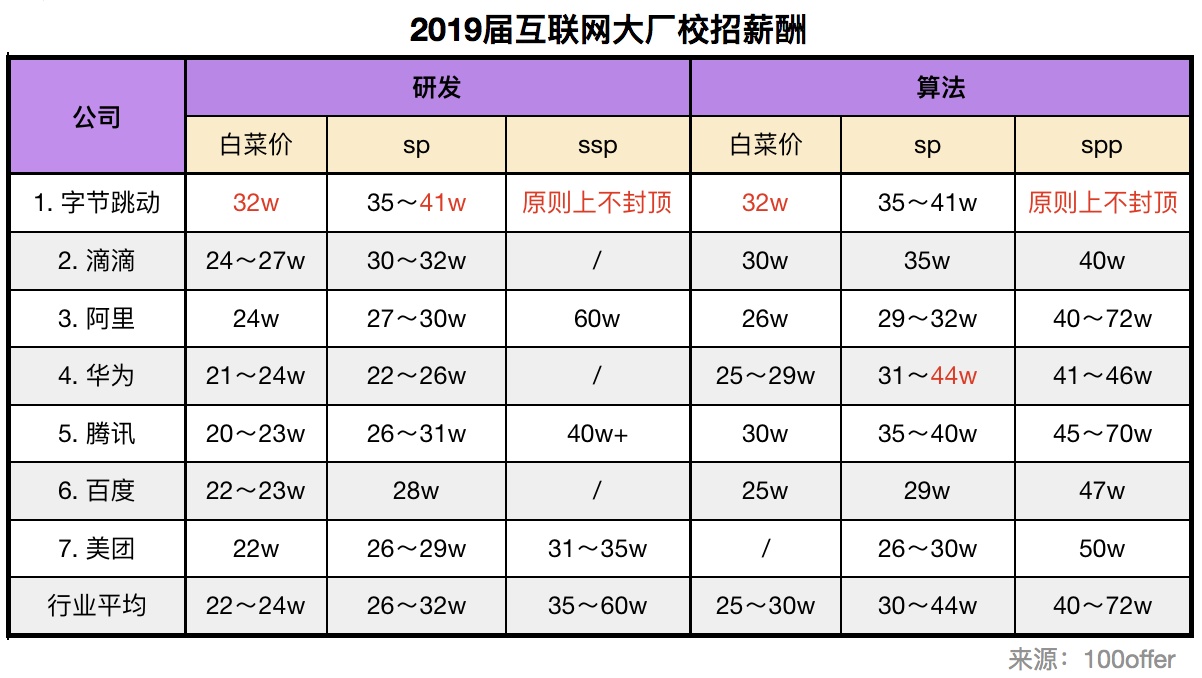 2019届互联网大厂校招薪酬
公司 研发 算法
白菜价 sp ssp 白菜价 sp spp
1. 字节跳动 32w 35～41w 原则上不封顶 32w 35～41w 原则上不封顶
2. 滴滴 24～27w 30～32w / 30w 35w 40w
3. 阿里 24w 27～30w 60w 26w 29～32w 40～72w
4. 华为 21～24w 22～26w / 25～29w 31～44w 41～46w
5. 腾讯 20～23w 26～31w 40w+ 30w 35～40w 45～70w
6. 百度 22～23w 28w / 25w 29w 47w
7. 美团 22w 26～29w 31～35w / 26～30w 50w
行业平均 22～24w 26～32w 35～60w 25～30w 30～44w 40～72w
来源：100offer